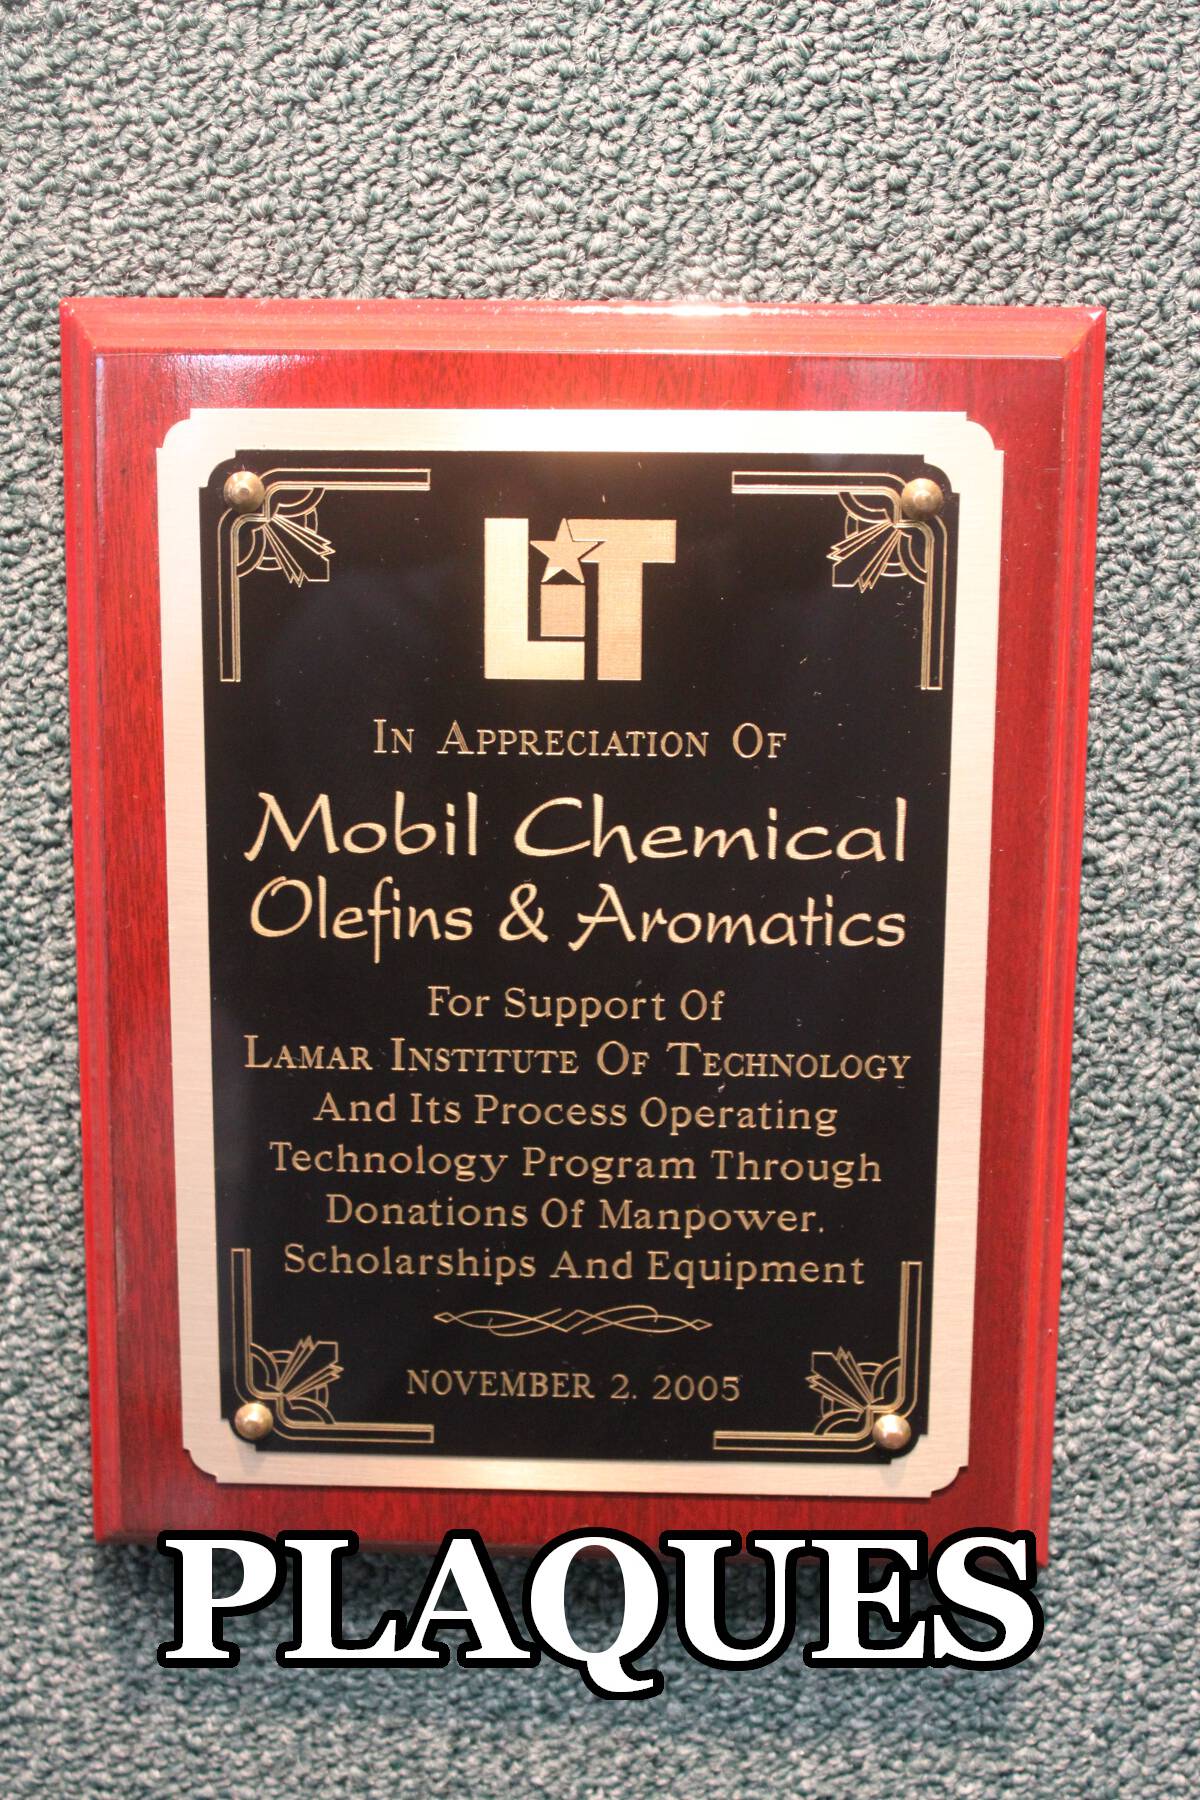 LIT
In Appreciation Of
Mobil Chemical
Olefins & Aromatics
For Support Of
Lamar Institute Of Technology
And Its Process Operating
Technology Program Through
Donations Of Manpower,
Scholarships And Equipment
NOVEMBER 2, 2005
PLAQUES